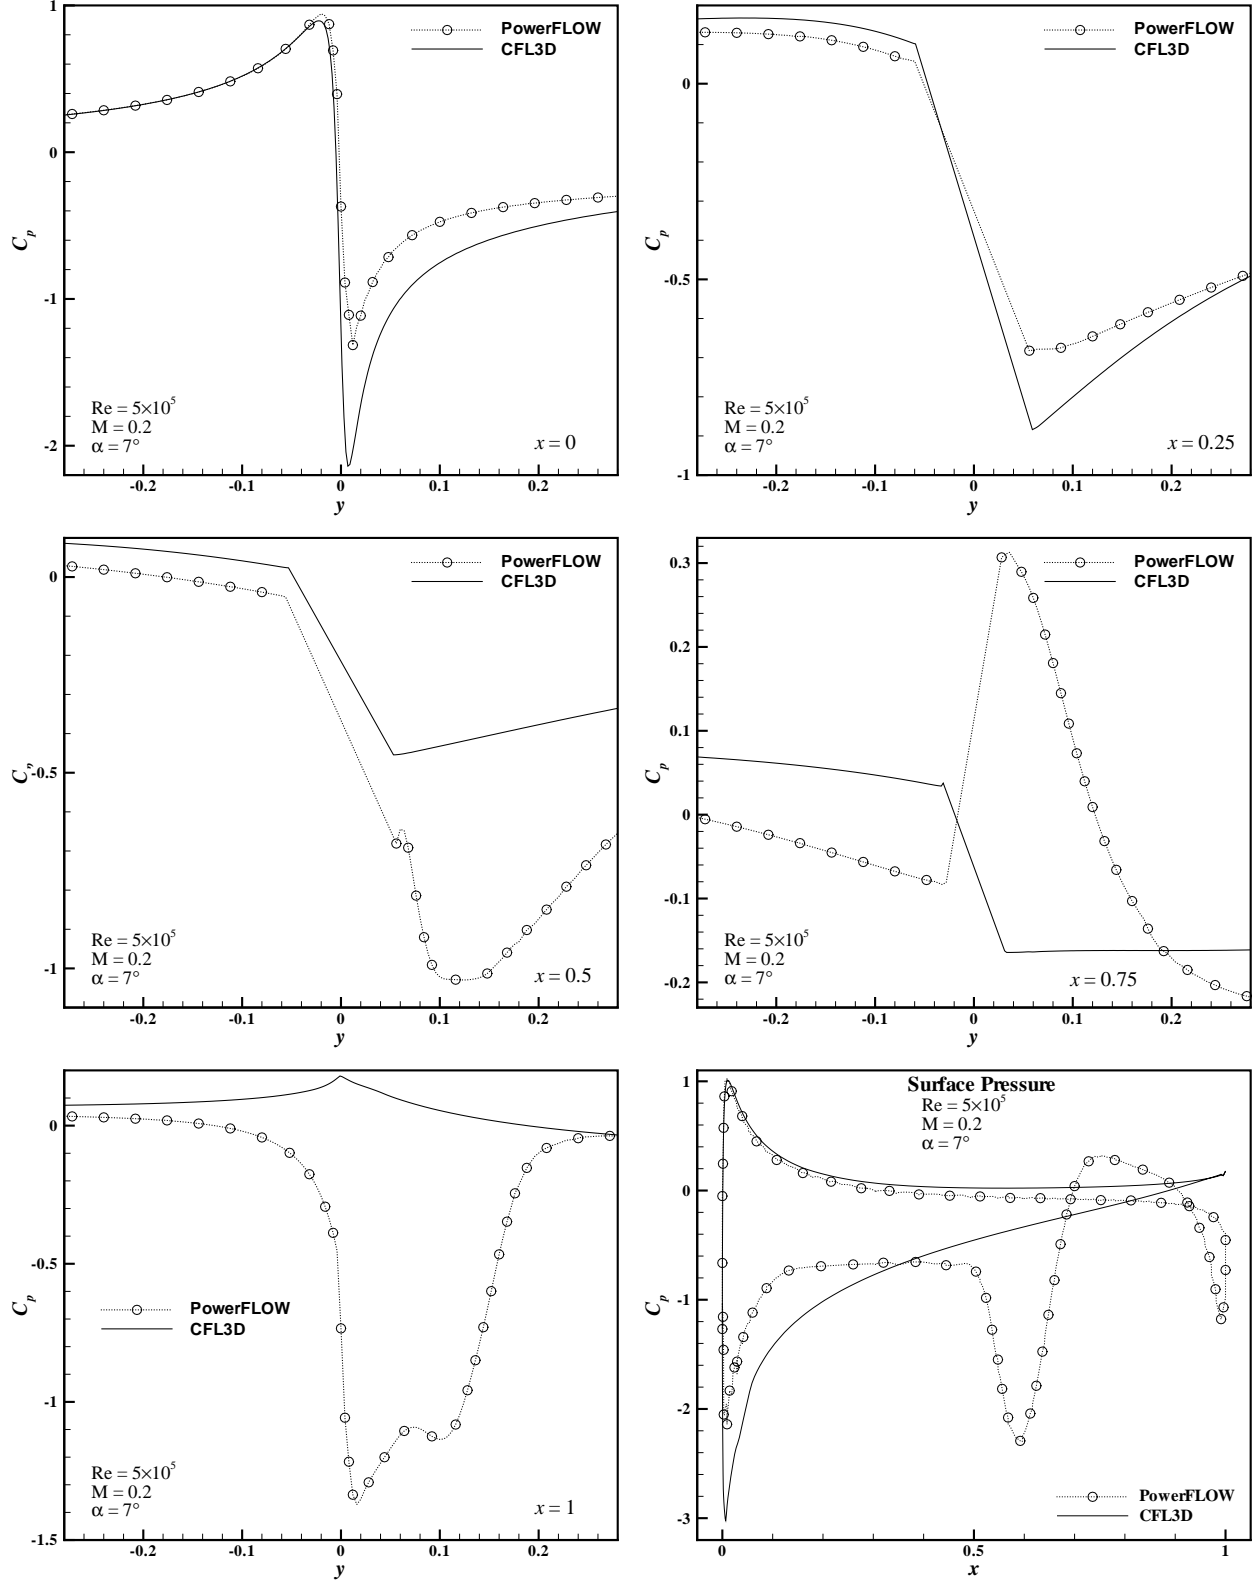 1
0
-1
-2
C_p
PowerFLOW
CFL3D
Re = 5×10^5
M = 0.2
α = 7°
x = 0
-0.2
-0.1
0
0.1
0.2
y
0
-0.5
-1
C_p
PowerFLOW
CFL3D
Re = 5×10^5
M = 0.2
α = 7°
x = 0.25
-0.2
-0.1
0
0.1
0.2
y
0
-0.5
-1
C_p
PowerFLOW
CFL3D
Re = 5×10^5
M = 0.2
α = 7°
x = 0.5
-0.2
-0.1
0
0.1
0.2
y
0.3
0.2
0.1
0
-0.1
-0.2
C_p
PowerFLOW
CFL3D
Re = 5×10^5
M = 0.2
α = 7°
x = 0.75
-0.2
-0.1
0
0.1
0.2
y
0
-0.5
-1
-1.5
C_p
PowerFLOW
CFL3D
Re = 5×10^5
M = 0.2
α = 7°
x = 1
-0.2
-0.1
0
0.1
0.2
y
1
0
-1
-2
-3
C_p
Surface Pressure
Re = 5×10^5
M = 0.2
α = 7°
PowerFLOW
CFL3D
0
0.5
1
x